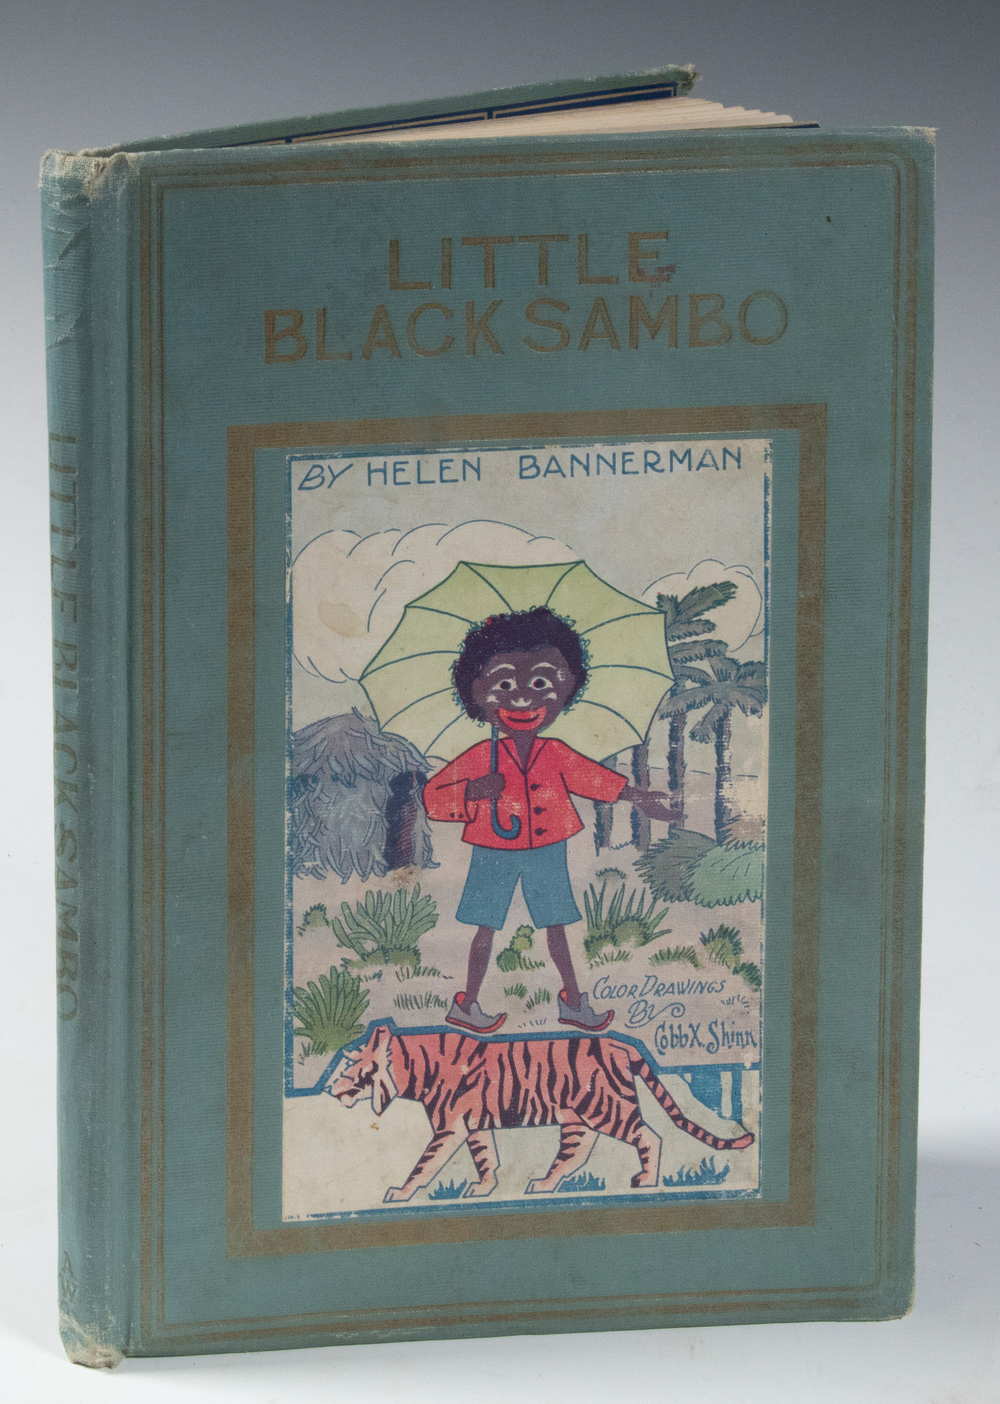 LITTLE
BLACK SAMBO
BY HELEN BANNERMAN
COLOR DRAWINGS
BY
Cobb X. Shinn
LITTLE BLACK SAMBO